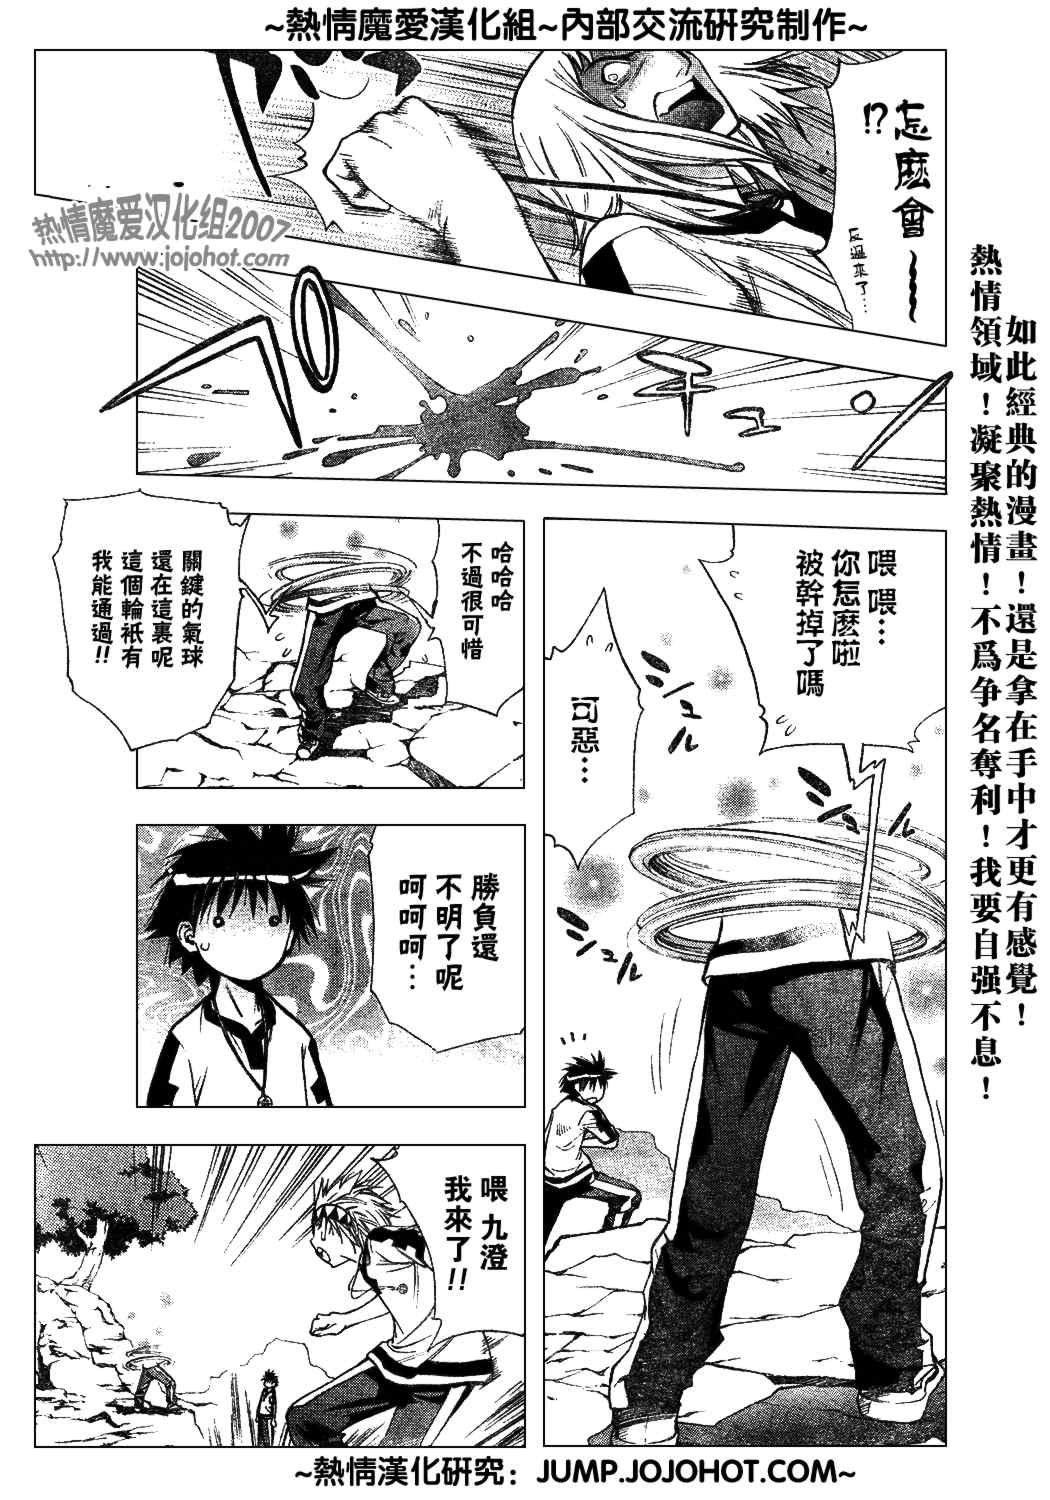 ~熱情魔愛漢化組~內部交流研究制作~
怎麽會~
!?
反過來了…
熱情魔爱汉化组2007
http://www.jojohot.com
如此經典的漫畫！還是拿在手中才更有感覺！
熱情領域！凝聚熱情！不爲争名奪利！我要自强不息！
喂喂…
你怎麽啦
被幹掉了嗎
可惡…
シュル
シュル
シュル
シュル
哈哈哈
不過很可惜
關鍵的氣球
還在這裏呢
這個輪衹有
我能通過!!
勝負還
不明了呢
呵呵呵…
喂 九澄
我來了!!
~熱情漢化研究：JUMP.JOJOHOT.COM~